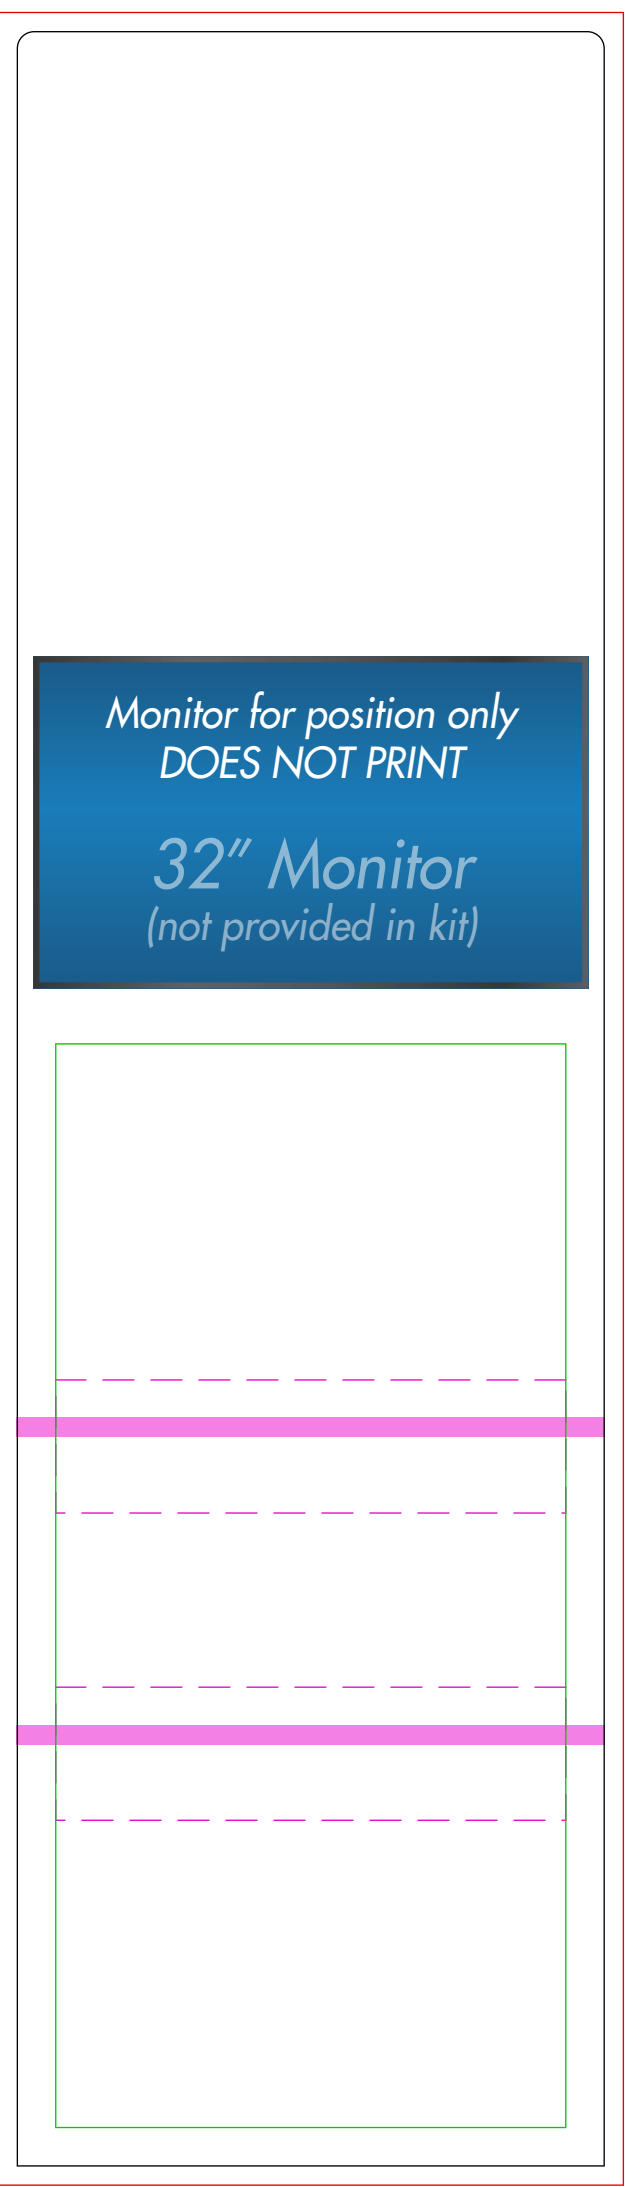 Monitor for position only
DOES NOT PRINT
32” Monitor
(not provided in kit)